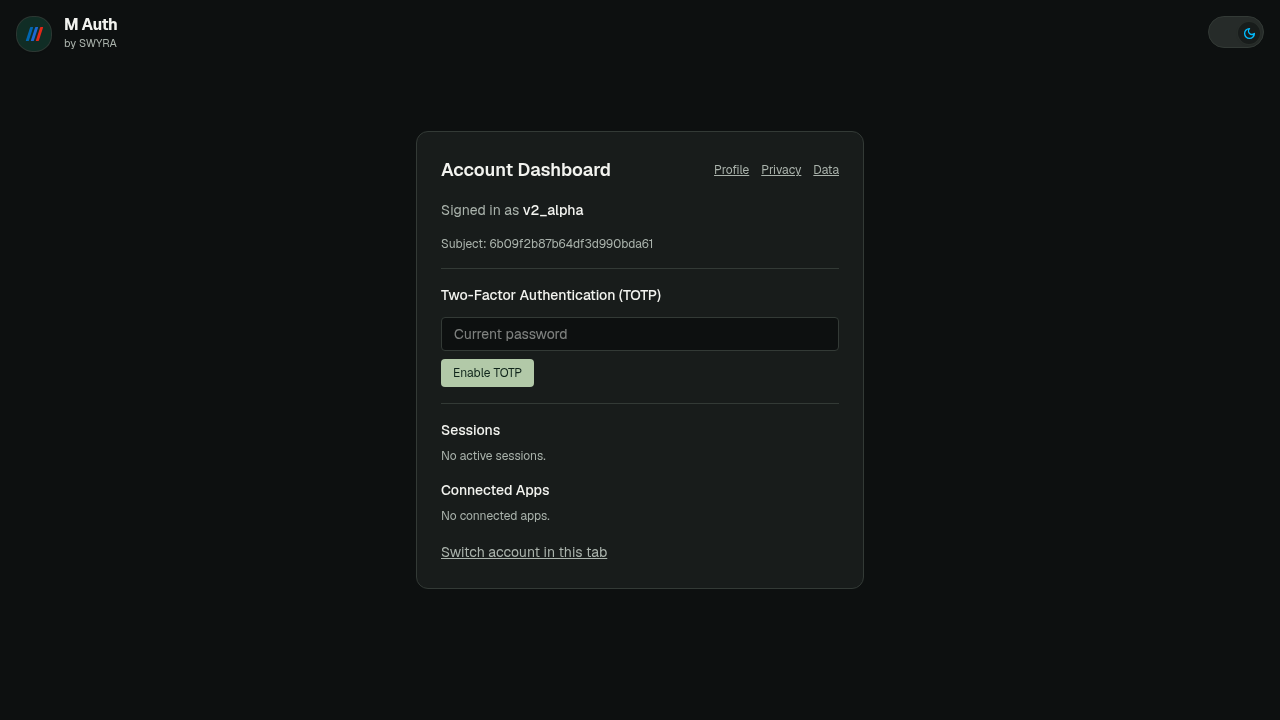 M Auth
by SWYRA
Account Dashboard
Profile Privacy Data
Signed in as v2_alpha
Subject: 6b09f2b87b64df3d990bda61
Two-Factor Authentication (TOTP)
Current password
Enable TOTP
Sessions
No active sessions.
Connected Apps
No connected apps.
Switch account in this tab